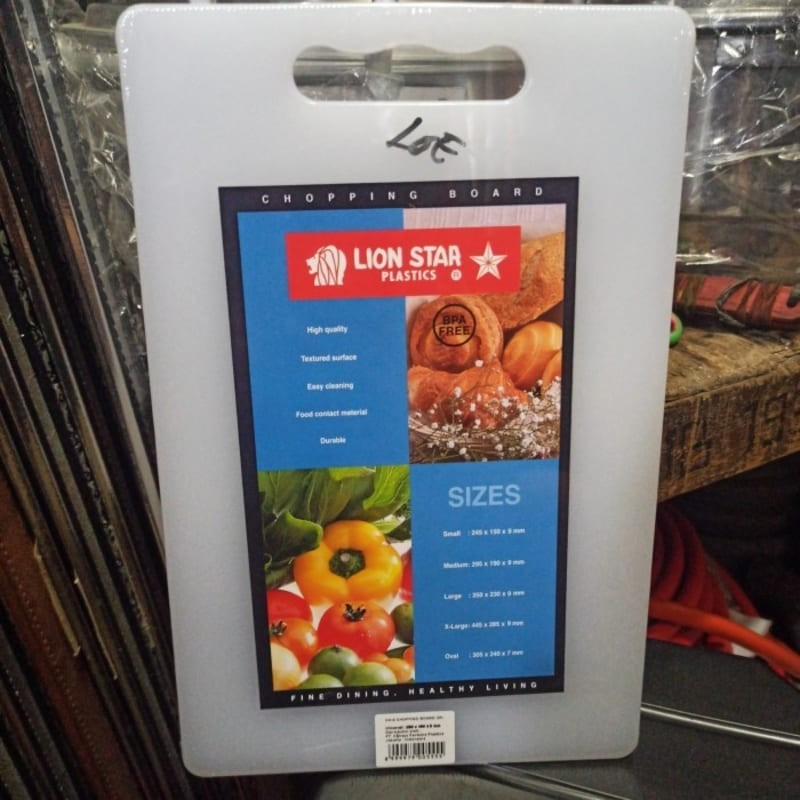 LOE
CHOPPING BOARD
LION STAR
PLASTICS
BPA
FREE
High quality
Textured surface
Easy cleaning
Food contact material
Durable
SIZES
Small : 245 x 150 x 9 mm
Medium: 295 x 190 x 9 mm
Large : 350 x 230 x 9 mm
X-Large: 445 x 285 x 9 mm
Oval : 305 x 240 x 7 mm
FINE DINING, HEALTHY LIVING
CHOPPING BOARD